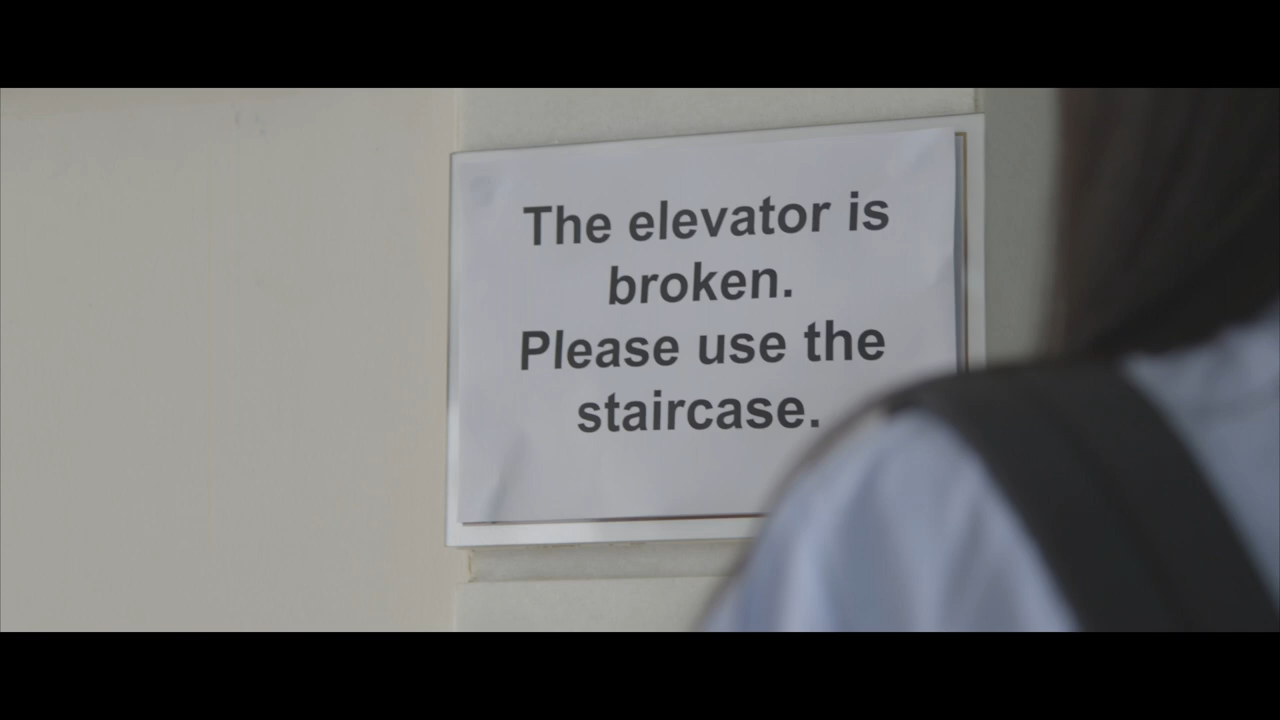 The elevator is
broken.
Please use the
staircase.